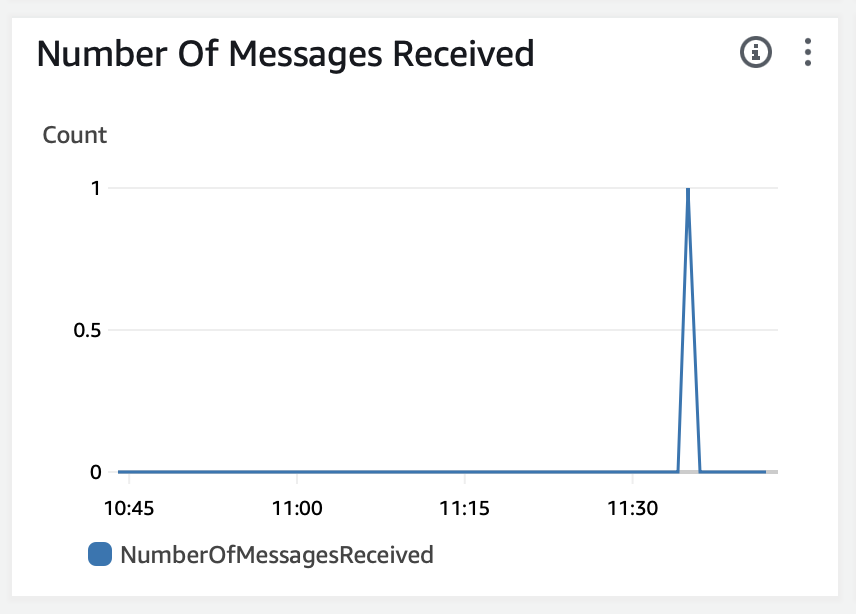 Number Of Messages Received
Count
1
0.5
0
10:45 11:00 11:15 11:30
NumberOfMessagesReceived